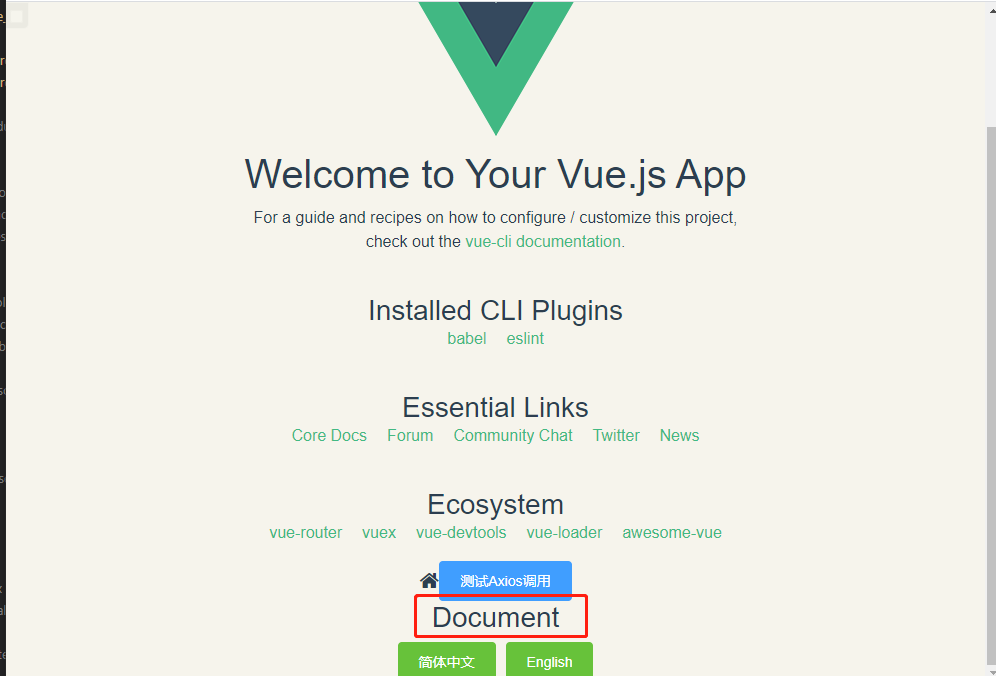 Welcome to Your Vue.js App
For a guide and recipes on how to configure / customize this project,
check out the vue-cli documentation.
Installed CLI Plugins
babel eslint
Essential Links
Core Docs Forum Community Chat Twitter News
Ecosystem
vue-router vuex vue-devtools vue-loader awesome-vue
测试Axios调用
Document
简体中文 English